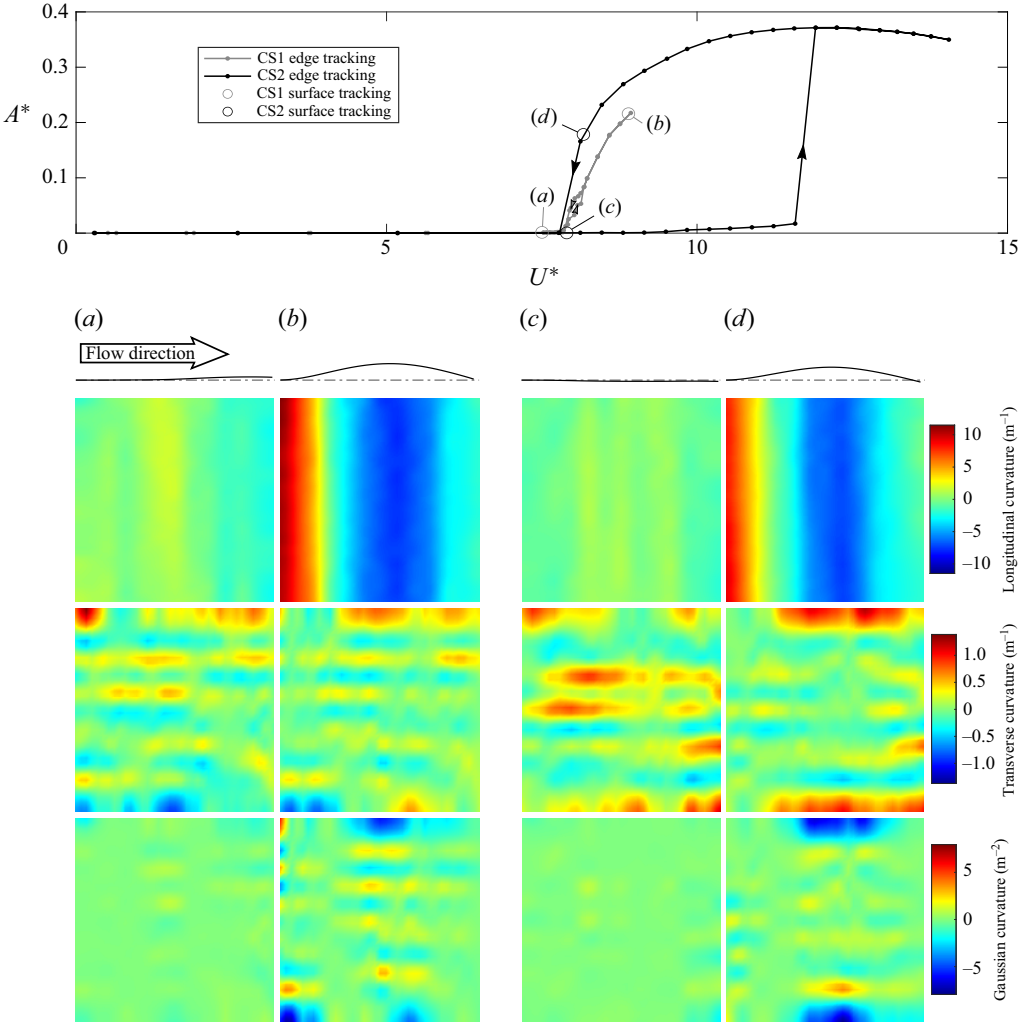 0.4
0.3
0.2
0.1
0
A*
CS1 edge tracking
CS2 edge tracking
CS1 surface tracking
CS2 surface tracking
(d)
(b)
(a)
(c)
5
10
15
U*
(a)
(b)
(c)
(d)
Flow direction
10
5
0
−5
−10
Longitudinal curvature (m⁻¹)
1.0
0.5
0
−0.5
−1.0
Transverse curvature (m⁻¹)
5
0
−5
Gaussian curvature (m⁻²)